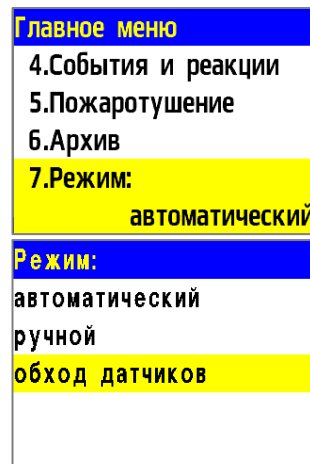 Главное меню
4.События и реакции
5.Пожаротушение
6.Архив
7.Режим:
автоматический
Режим:
автоматический
ручной
обход датчиков